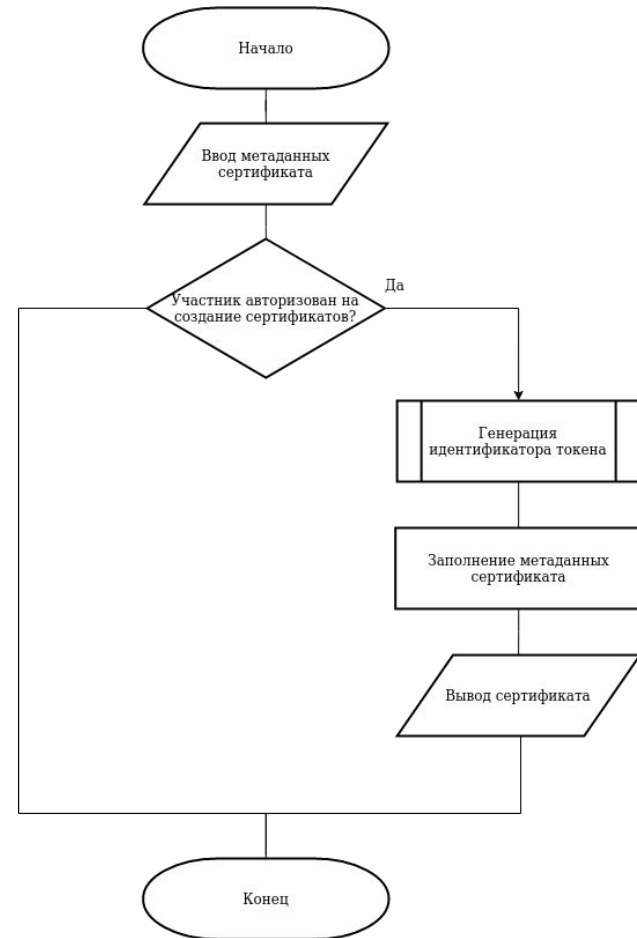 Начало
Ввод метаданных
сертификата
Да
Участник авторизован на
создание сертификатов?
Генерация
идентификатора токена
Заполнение метаданных
сертификата
Вывод сертификата
Конец